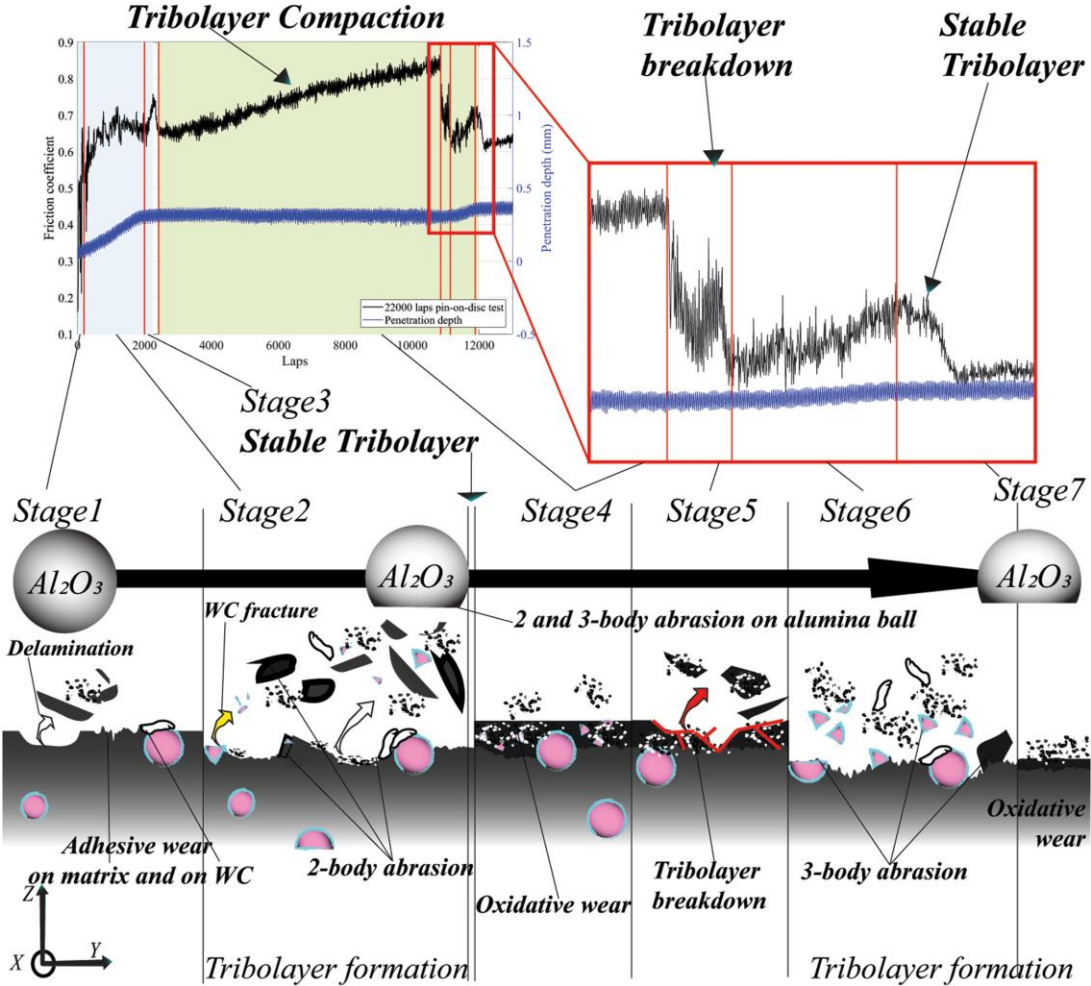 Tribolayer Compaction
Tribolayer
breakdown
Stable
Tribolayer
0.9
0.8
0.7
0.6
0.5
0.4
0.3
0.2
0.1
Friction coefficient
1.5
1
0.5
0
-0.5
Penetration depth (mm)
22000 laps pin-on-disc test
Penetration depth
0
2000
4000
6000
8000
10000
12000
Laps
Stage3
Stable Tribolayer
Stage1
Stage2
Stage4
Stage5
Stage6
Stage7
Al₂O₃
Al₂O₃
Al₂O₃
Delamination
WC fracture
2 and 3-body abrasion on alumina ball
Adhesive wear
on matrix and on WC
2-body abrasion
Oxidative wear
Tribolayer
breakdown
3-body abrasion
Oxidative
wear
Z
X
Y
Tribolayer formation
Tribolayer formation